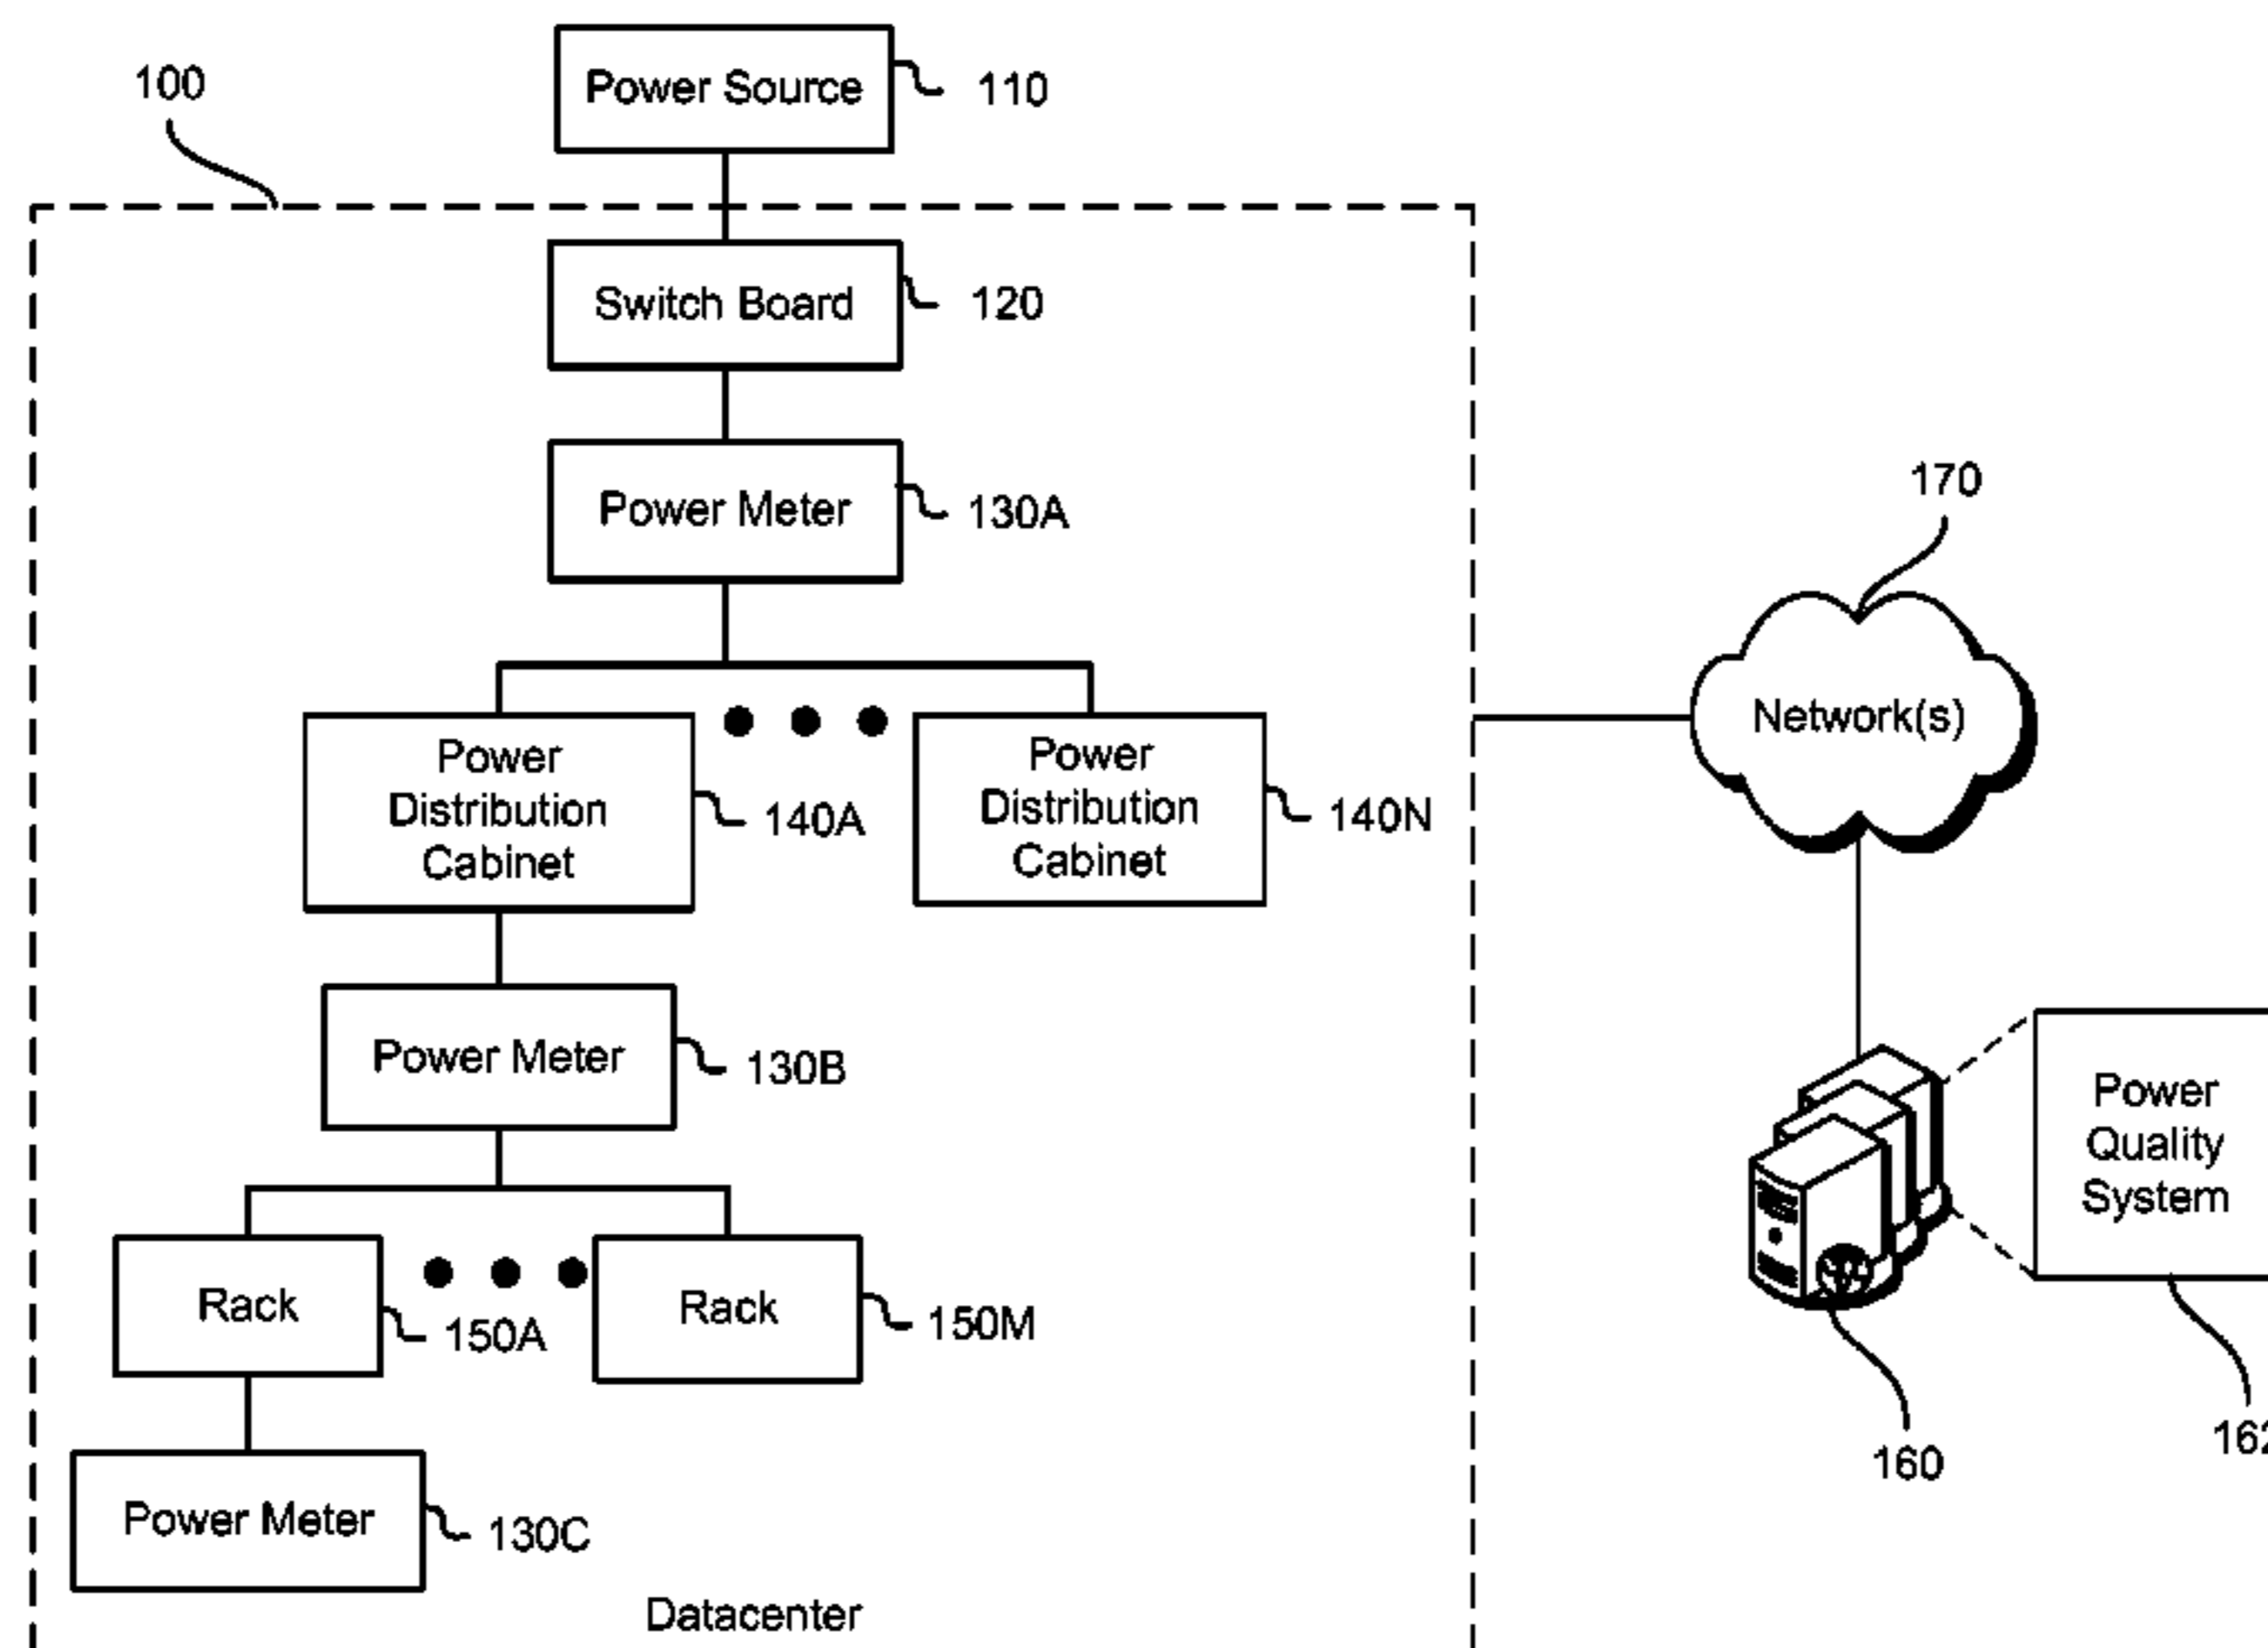 100
Power Source
110
Switch Board
120
Power Meter
130A
170
Network(s)
Power
Distribution
Cabinet
140A
Power
Distribution
Cabinet
140N
Power Meter
130B
Power
Quality
System
Rack
150A
Rack
150M
160
Power Meter
130C
Datacenter